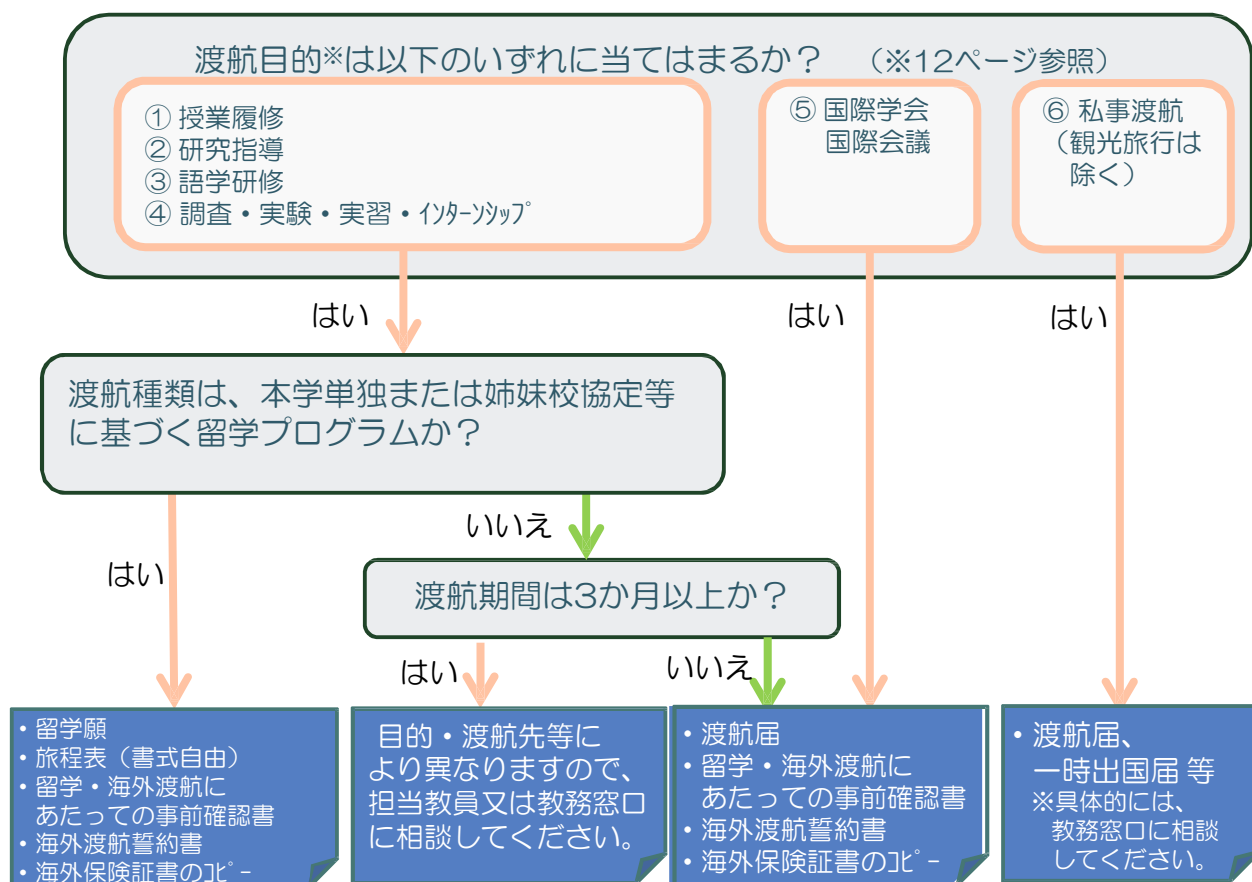 渡航目的※は以下のいずれに当てはまるか？ （※12ページ参照）
① 授業履修
② 研究指導
③ 語学研修
④ 調査・実験・実習・ｲﾝﾀｰﾝｼｯﾌﾟ
⑤ 国際学会
国際会議
⑥ 私事渡航
（観光旅行は
除く）
はい
はい
はい
渡航種類は、本学単独または姉妹校協定等
に基づく留学プログラムか？
はい
いいえ
渡航期間は3か月以上か？
はい
いいえ
・留学願
・旅程表（書式自由）
・留学・海外渡航に
あたっての事前確認書
・海外渡航誓約書
・海外保険証書のｺﾋﾟｰ
目的・渡航先等に
より異なりますので、
担当教員又は教務窓口
に相談してください。
・渡航届
・留学・海外渡航に
あたっての事前確認書
・海外渡航誓約書
・海外保険証書のｺﾋﾟｰ
・渡航届、
一時出国届 等
※具体的には、
教務窓口に相談
してください。